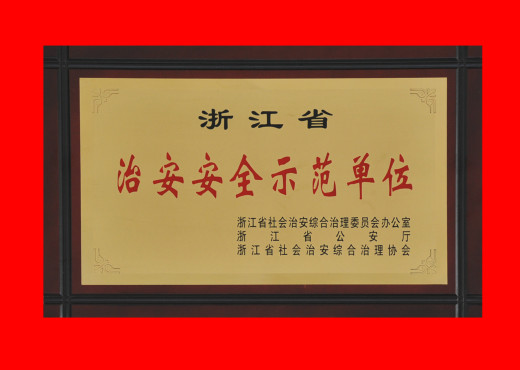 浙江省
治安安全示范单位
浙江省社会治安综合治理委员会办公室
浙江省公安厅
浙江省社会治安综合治理协会